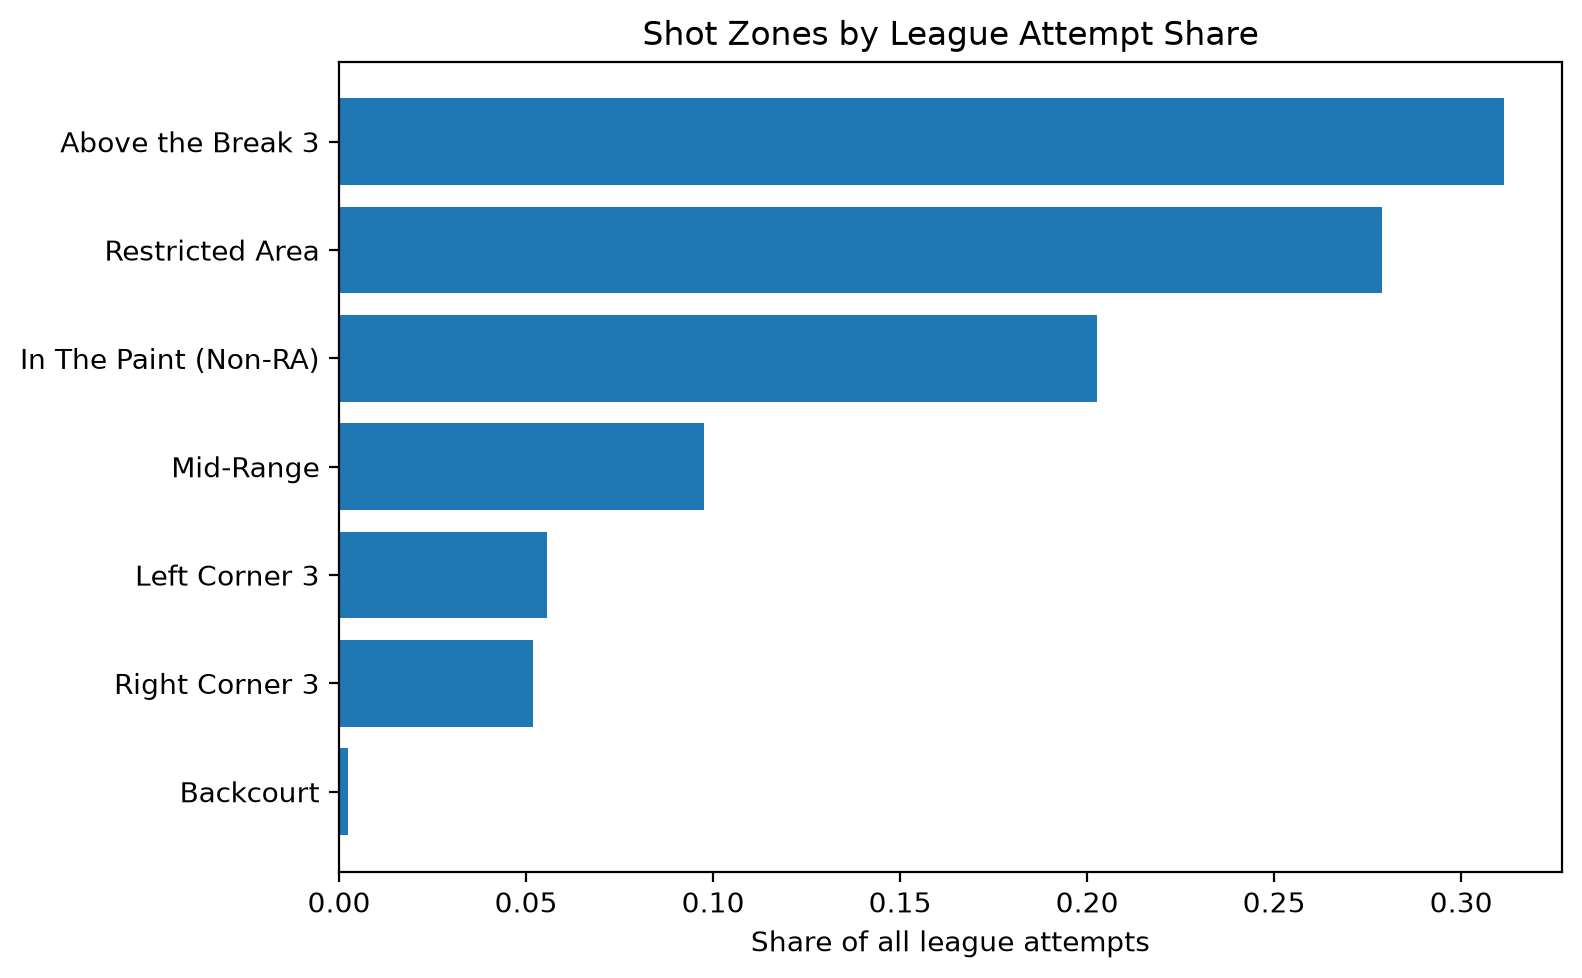 Shot Zones by League Attempt Share
Above the Break 3
Restricted Area
In The Paint (Non-RA)
Mid-Range
Left Corner 3
Right Corner 3
Backcourt
0.00 0.05 0.10 0.15 0.20 0.25 0.30
Share of all league attempts